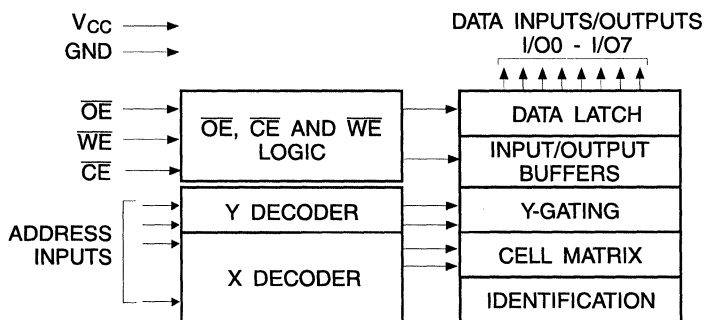 VCC
GND
DATA INPUTS/OUTPUTS
I/O0 - I/O7
OE
WE
CE
OE, CE AND WE
LOGIC
DATA LATCH
INPUT/OUTPUT
BUFFERS
ADDRESS
INPUTS
Y DECODER
Y-GATING
X DECODER
CELL MATRIX
IDENTIFICATION